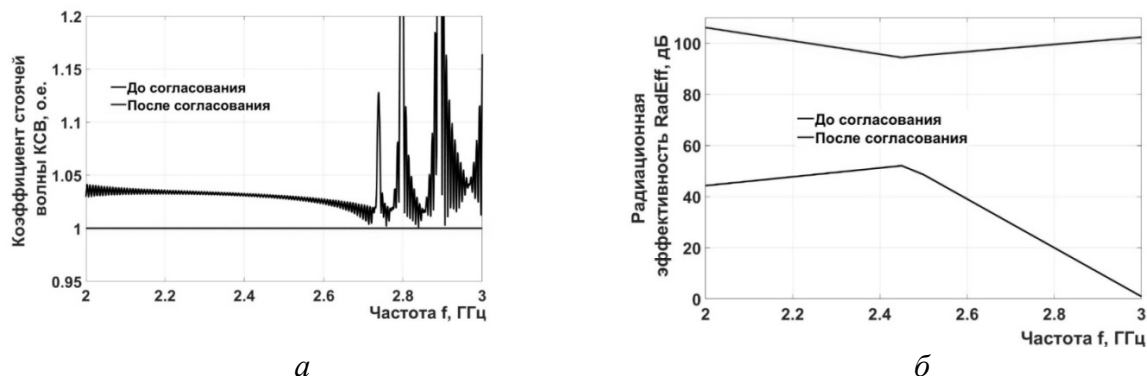 Коэффициент стоячей
волны КСВ, о.е.
1.2
1.15
1.1
1.05
1
0.95
До согласования
После согласования
2
2.2
2.4
2.6
2.8
3
Частота f, ГГц
а
Радиационная
эффективность RadEff, дБ
100
80
60
40
20
0
До согласования
После согласования
2
2.2
2.4
2.6
2.8
3
Частота f, ГГц
б